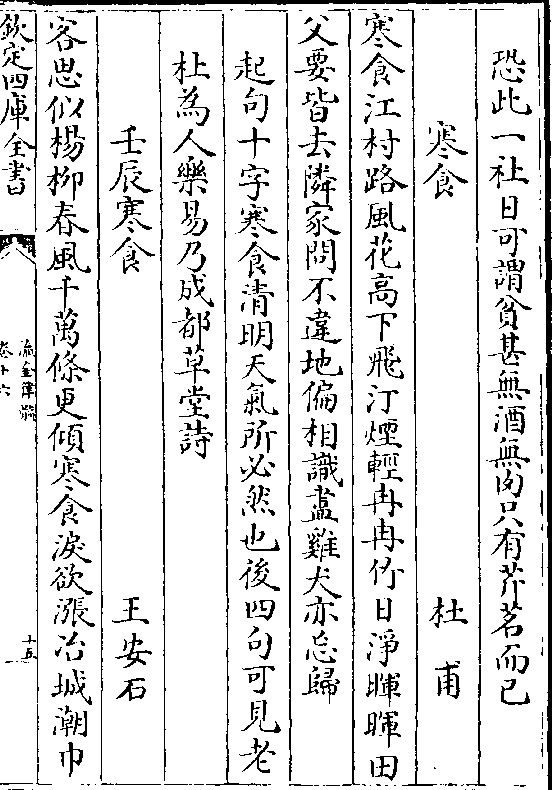 恐此一社日可謂貧甚無酒無肉只有芹茗而已
寒食 杜甫
寒食江村路風花高下飛汀煙輕冉冉竹日淨暉暉田
父要皆去隣家問不違地偏相識盡雞犬亦忘歸
起句十字寒食清明天氣所必然也後四句可見老
杜為人樂易乃成都草堂詩
壬辰寒食 王安石
客思似楊柳春風千萬條更傾寒食淚欲漲冶城潮巾
欽定四庫全書
卷十六
十五